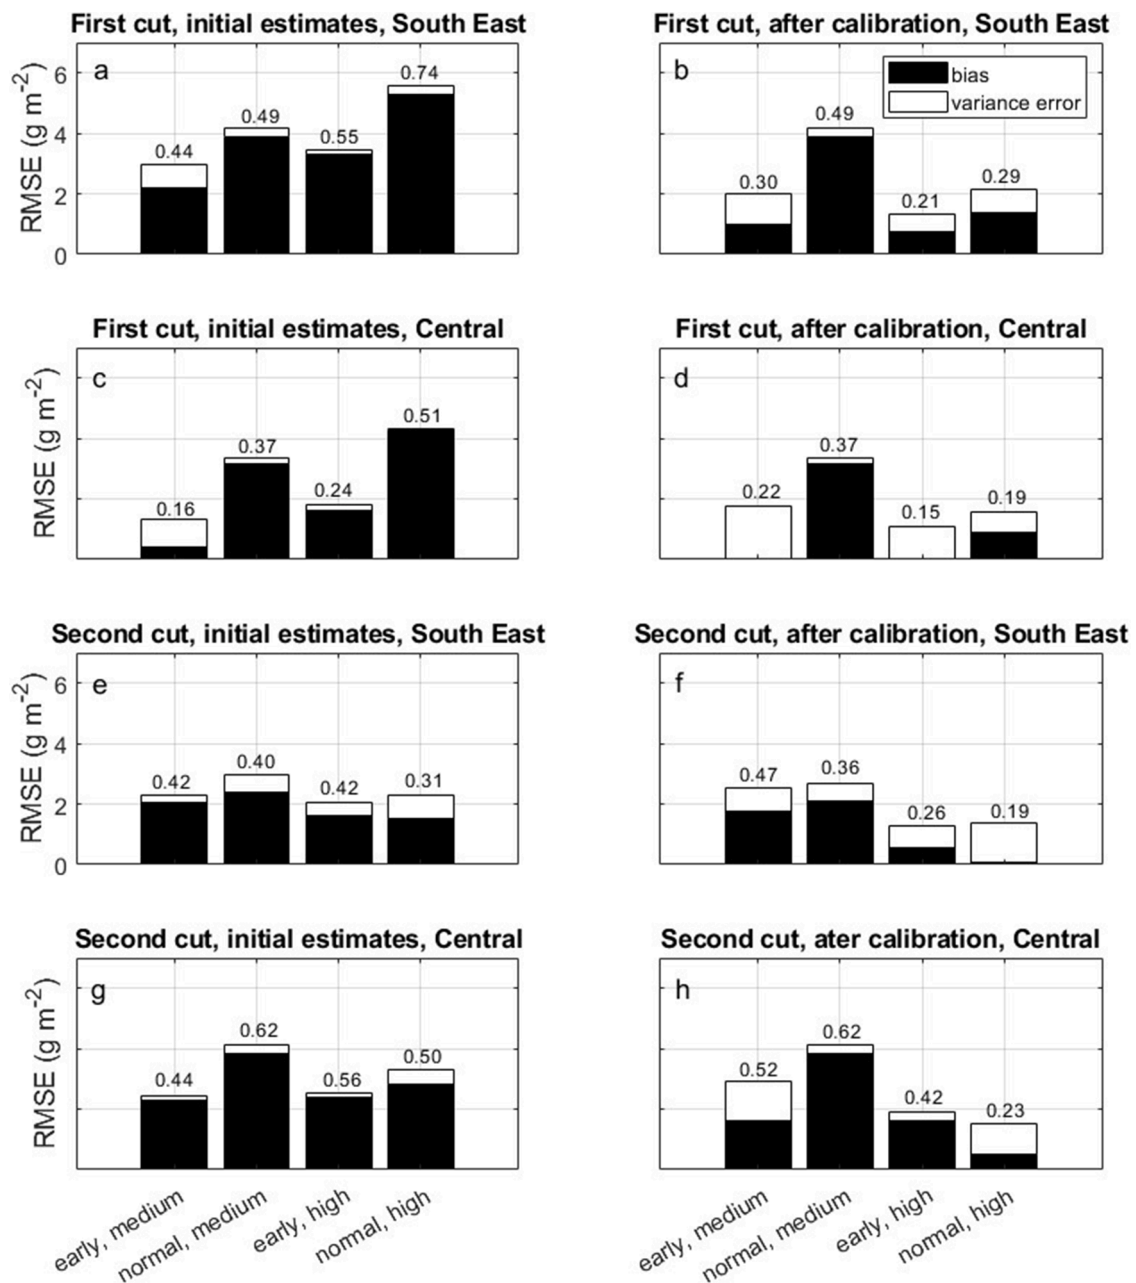 First cut, initial estimates, South East
a
RMSE (g m-2)
6
4
2
0
0.44
0.49
0.55
0.74
First cut, after calibration, South East
b
bias
variance error
0.30
0.49
0.21
0.29
First cut, initial estimates, Central
c
RMSE (g m-2)
0.16
0.37
0.24
0.51
First cut, after calibration, Central
d
0.22
0.37
0.15
0.19
Second cut, initial estimates, South East
e
RMSE (g m-2)
6
4
2
0
0.42
0.40
0.42
0.31
Second cut, after calibration, South East
f
0.47
0.36
0.26
0.19
Second cut, initial estimates, Central
g
RMSE (g m-2)
0.44
0.62
0.56
0.50
early, medium
normal, medium
early, high
normal, high
Second cut, ater calibration, Central
h
0.52
0.62
0.42
0.23
early, medium
normal, medium
early, high
normal, high